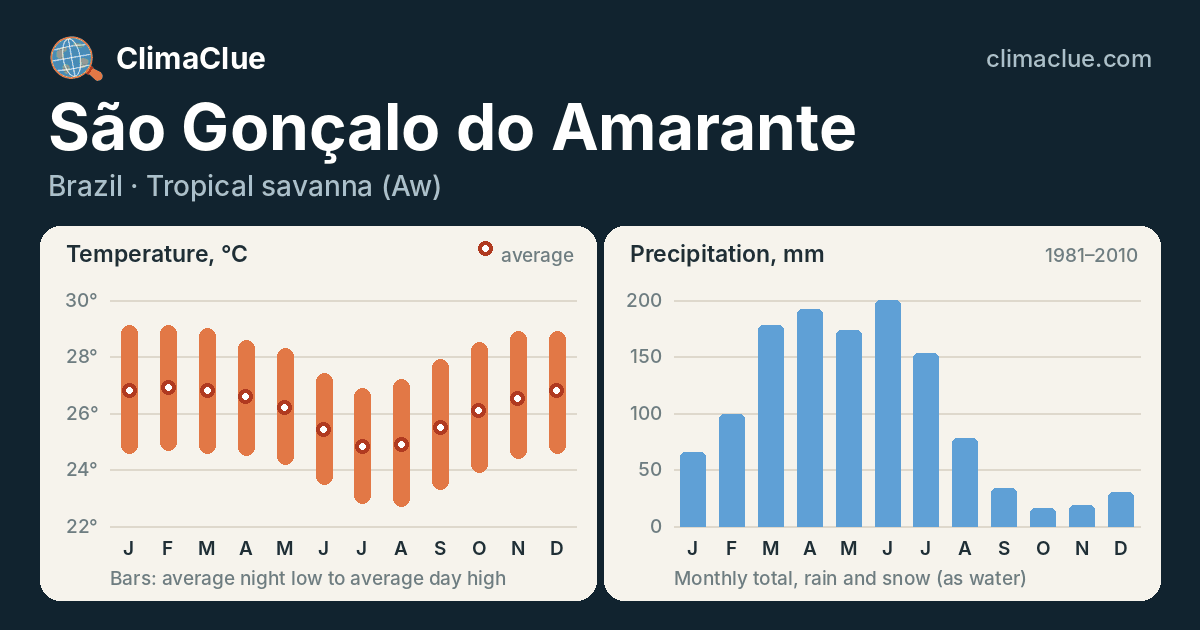 ClimaClue
climaclue.com
São Gonçalo do Amarante
Brazil · Tropical savanna (Aw)
Temperature, °C
average
30°
28°
26°
24°
22°
J F M A M J J A S O N D
Bars: average night low to average day high
Precipitation, mm
1981–2010
200
150
100
50
0
J F M A M J J A S O N D
Monthly total, rain and snow (as water)